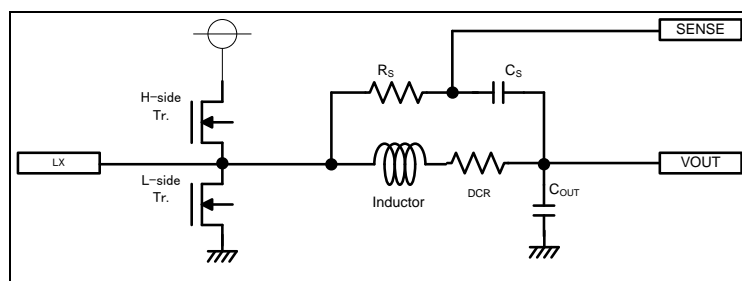 SENSE
RS
CS
H-side
Tr.
LX
VOUT
L-side
Tr.
Inductor
DCR
COUT